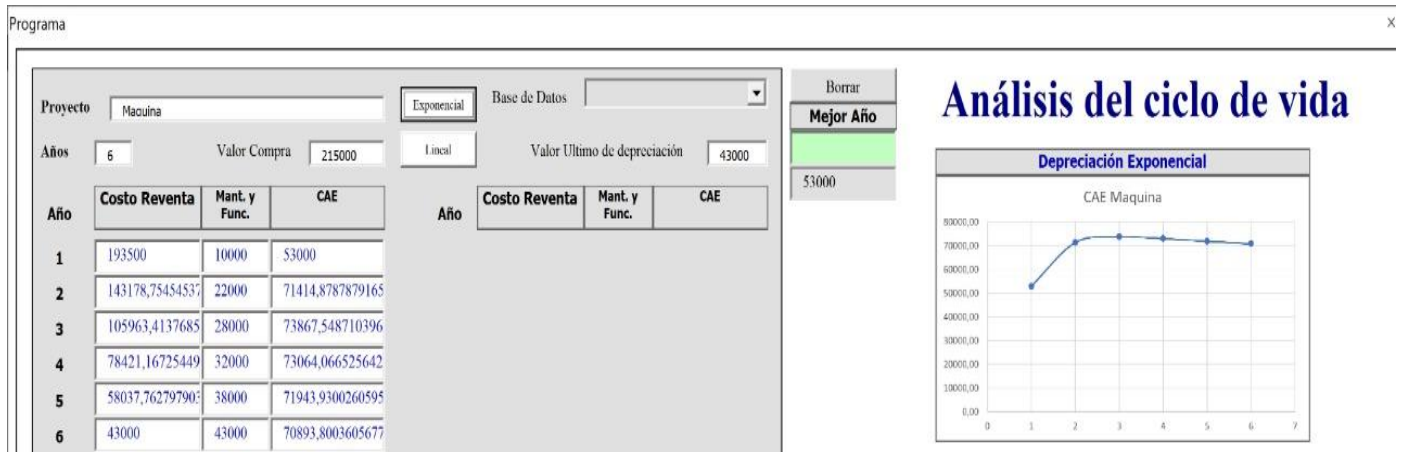 Programa
×
Proyecto Maquina Exponencial Base de Datos
Borrar
Mejor Año
53000
Años 6 Valor Compra 215000 Lineal Valor Ultimo de depreciación 43000
Año Costo Reventa Mant. y Func. CAE Año Costo Reventa Mant. y Func. CAE
1 193500 10000 53000
2 143178,75454537 22000 71414,8787879165
3 105963,4137685 28000 73867,548710396
4 78421,16725449 32000 73064,066525642
5 58037,76279790 38000 71943,9300260595
6 43000 43000 70893,8003605677
Análisis del ciclo de vida
Depreciación Exponencial
CAE Maquina
80000,00
70000,00
60000,00
50000,00
40000,00
30000,00
20000,00
10000,00
0,00
0 1 2 3 4 5 6 7